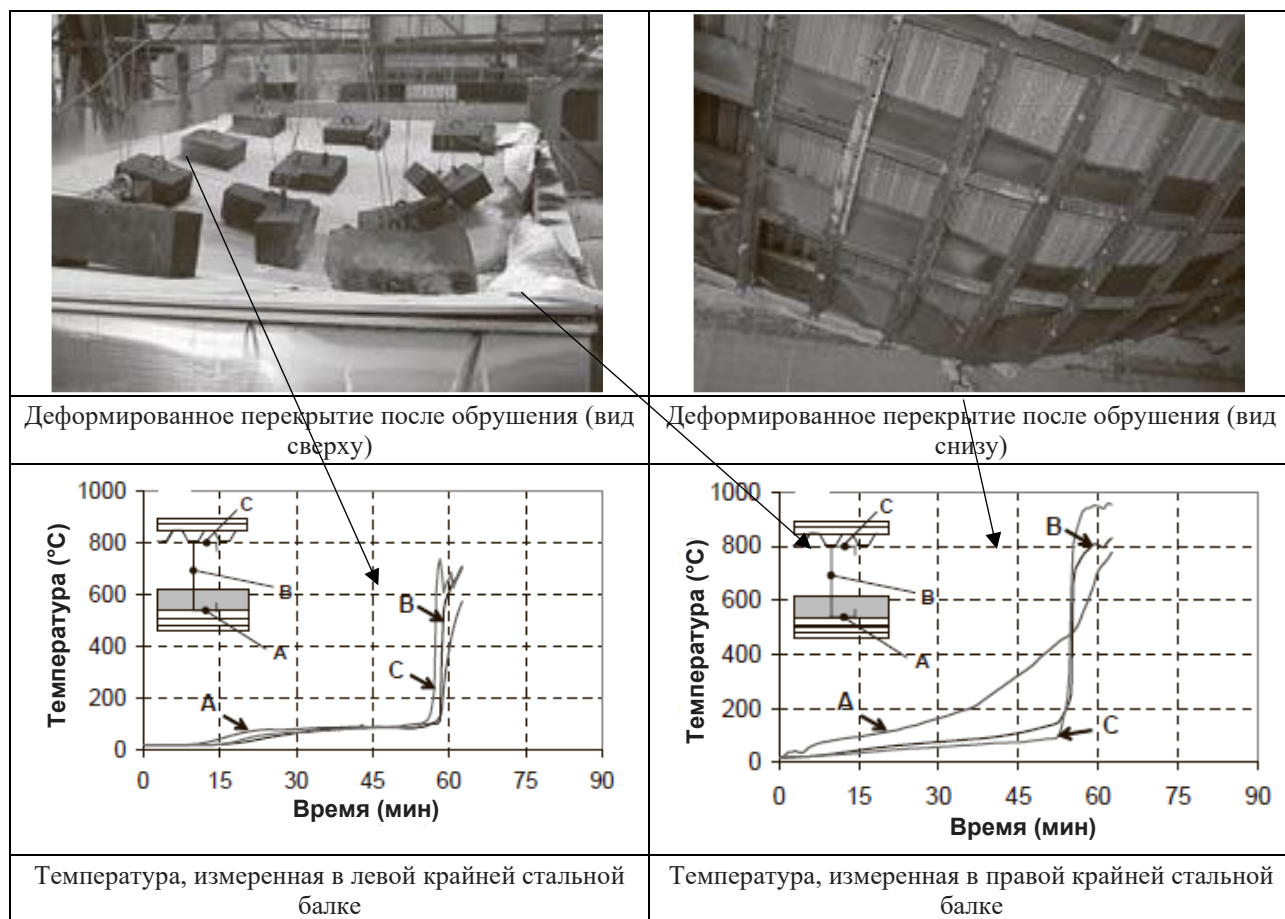 Деформированное перекрытие после обрушения (вид
сверху)
Деформированное перекрытие после обрушения (вид
снизу)
Температура (°C)
1000
800
600
400
200
0
C
B
A
A
B
C
0 15 30 45 60 75 90
Время (мин)
Температура (°C)
1000
800
600
400
200
0
C
B
A
A
B
C
0 15 30 45 60 75 90
Время (мин)
Температура, измеренная в левой крайней стальной
балке
Температура, измеренная в правой крайней стальной
балке